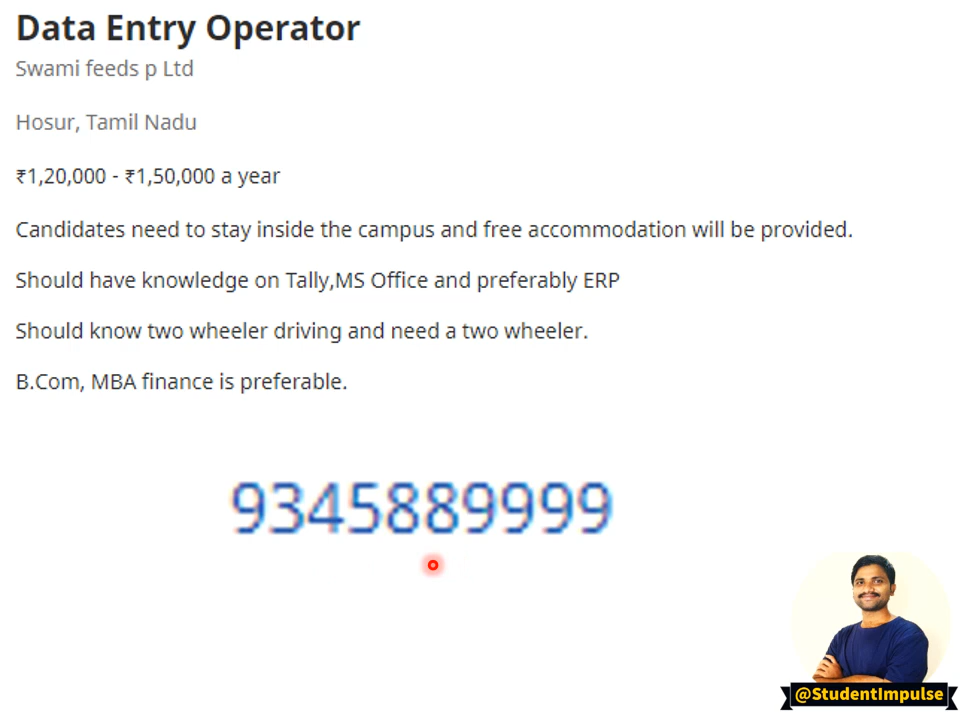 Data Entry Operator
Swami feeds p Ltd
Hosur, Tamil Nadu
₹1,20,000 - ₹1,50,000 a year
Candidates need to stay inside the campus and free accommodation will be provided.
Should have knowledge on Tally,MS Office and preferably ERP
Should know two wheeler driving and need a two wheeler.
B.Com, MBA finance is preferable.
9345889999
@StudentImpulse